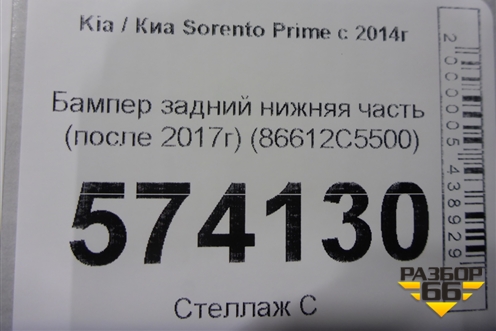 Kia / Киа Sorento Prime с 2014г
Бампер задний нижняя часть
(после 2017г) (86612C5500)
574130
Стеллаж С
2000005438929
РАЗБОР
66